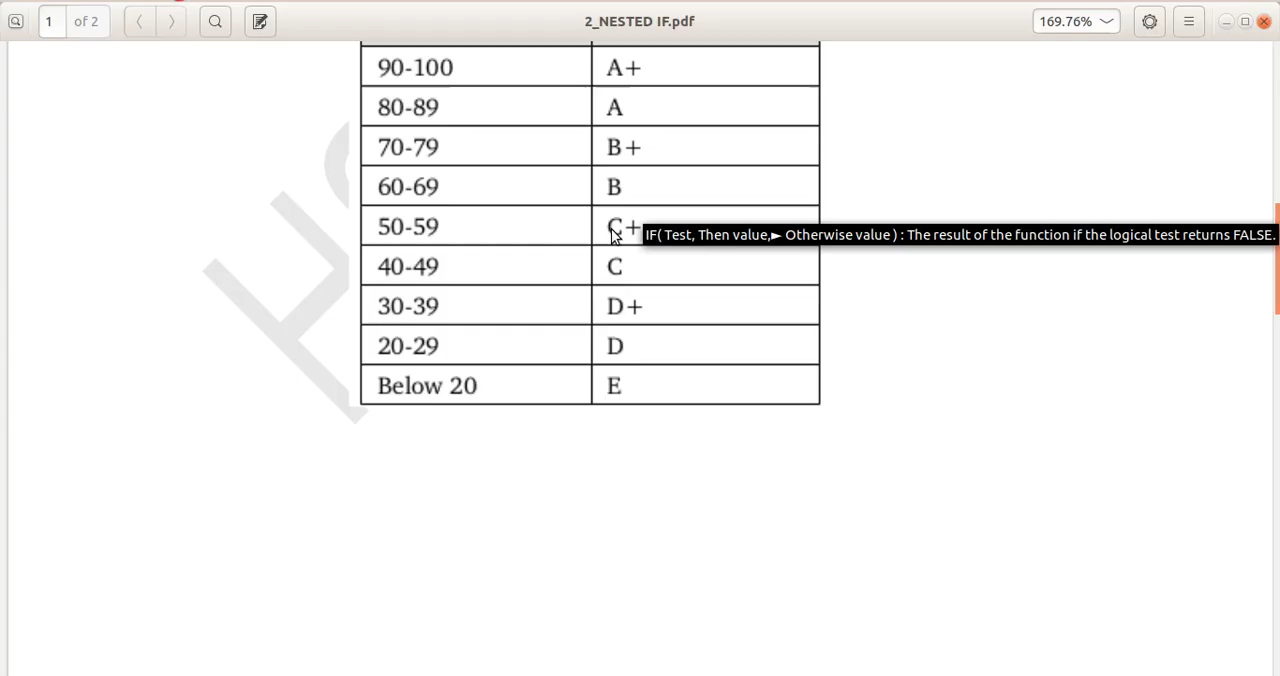 1 of 2 2_NESTED IF.pdf 169.76%
90-100 A+
80-89 A
70-79 B+
60-69 B
50-59 C+ IF( Test, Then value,► Otherwise value ) : The result of the function if the logical test returns FALSE.
40-49 C
30-39 D+
20-29 D
Below 20 E